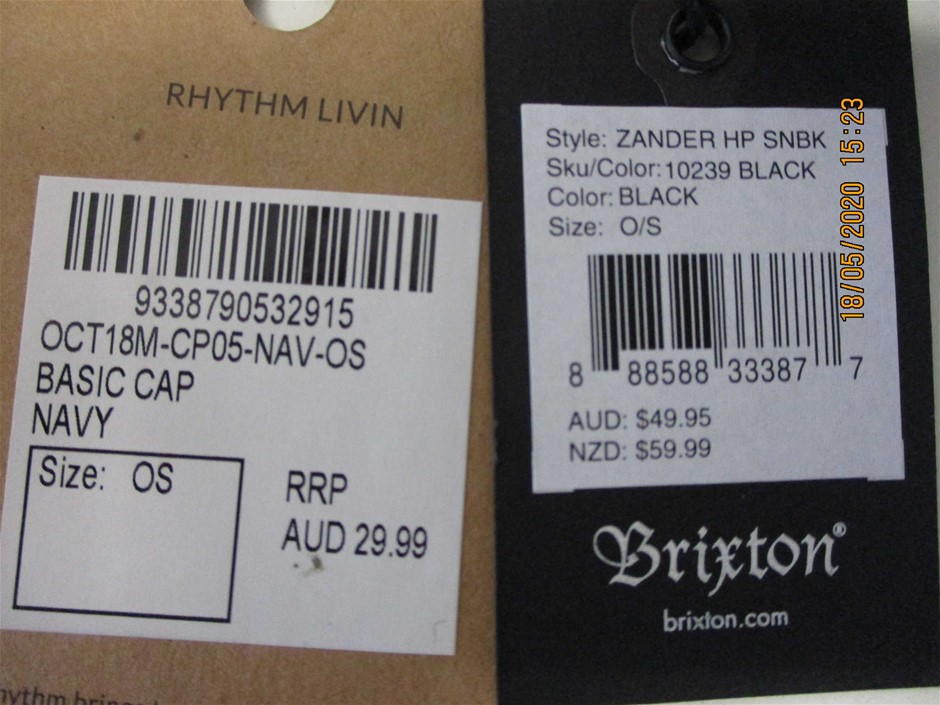 RHYTHM LIVIN
9338790532915
OCT18M-CP05-NAV-OS
BASIC CAP
NAVY
Size: OS
RRP
AUD 29.99
Style: ZANDER HP SNBK
Sku/Color: 10239 BLACK
Color: BLACK
Size: O/S
8 88588 33387 7
AUD: $49.95
NZD: $59.99
Brixton®
brixton.com
18/05/2020 15:23